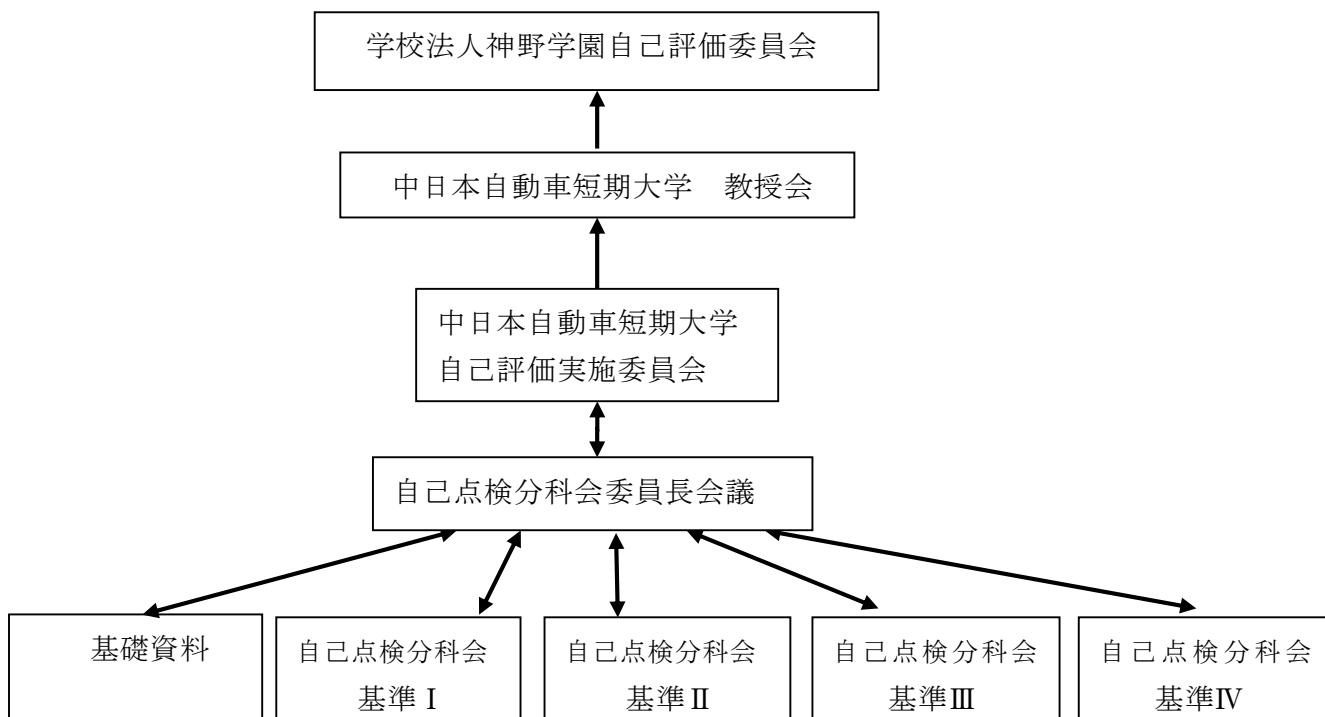 学校法人神野学園自己評価委員会
中日本自動車短期大学　教授会
中日本自動車短期大学
自己評価実施委員会
自己点検分科会委員長会議
基礎資料
自己点検分科会
基準Ⅰ
自己点検分科会
基準Ⅱ
自己点検分科会
基準Ⅲ
自己点検分科会
基準Ⅳ